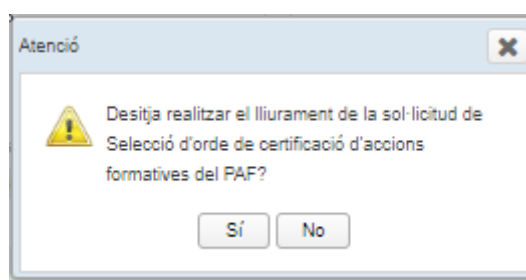 Atenció
Desitja realitzar el lliurament de la sol·licitud de
Selecció d'orde de certificació d'accions
formatives del PAF?
Sí
No